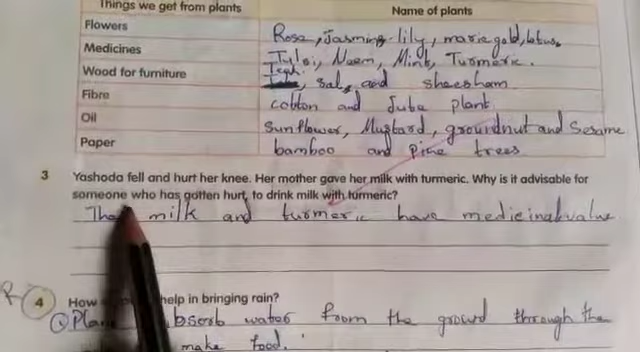 Things we get from plants Name of plants
Flowers Rose, Jasming lily, mariegold, lotus,
Medicines Tulsi, Neem, Mint, Turmeric.
Wood for furniture Teak, sal, and sheesham
Fibre cotton and Jute plant
Oil Sunflower, Mustard, groundnut and Sesame
Paper bamboo and pine trees
3 Yashoda fell and hurt her knee. Her mother gave her milk with turmeric. Why is it advisable for
someone who has gotten hurt, to drink milk with turmeric?
The milk and turmeric have medicinal value
4 How help in bringing rain?
absorb water from the ground through the
make food.